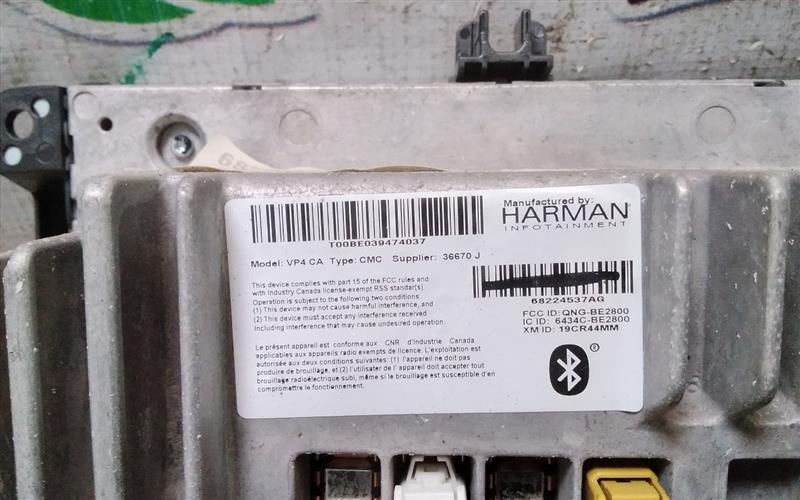 68
T00BE039474037
Model: VP4 CA Type: CMC Supplier: 36670 J
Manufactured by:
HARMAN
INFOTAINMENT
This device complies with part 15 of the FCC rules and
with Industry Canada license-exempt RSS standar(s).
Operation is subject to the following two conditions:
(1) This device may not cause harmful interference, and
(2) This device must accept any interference received
Including interference that may cause undesired operation.
68224537AG
FCC ID: QNG-BE2800
IC ID: 6434C-BE2800
XM ID: 19CR44MM
Le présent appareil est conforme aux CNR d'Industrie Canada
applicables aux appareils radio exempts de licence. L'exploitation est
autorisée aux deux conditions suivantes: (1) l'appareil ne doit pas
produire de brouillage, et (2) l'utilisateur de l' appareil doit accepter tout
brouillage radioélectrique subi, même si le brouillage est susceptible d'en
compromettre le fonctionnement.
®